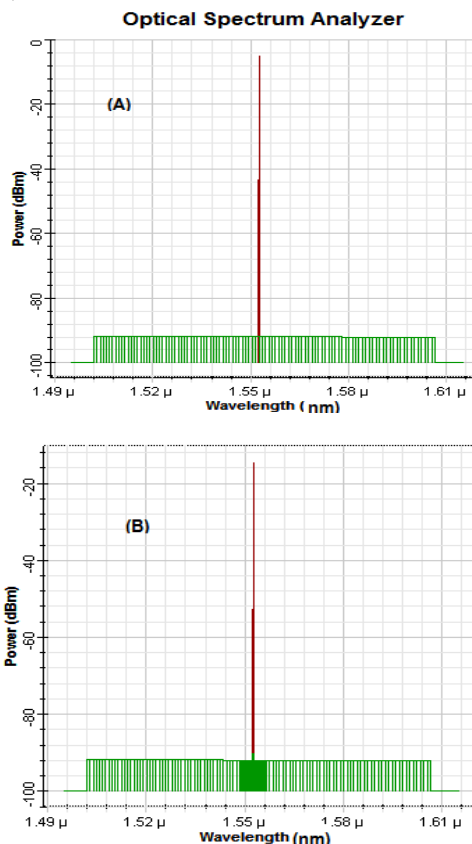 Optical Spectrum Analyzer
(A)
Power (dBm)
0
-20
-40
-60
-80
-100
1.49 µ 1.52 µ 1.55 µ 1.58 µ 1.61 µ
Wavelength ( nm)
(B)
Power (dBm)
-20
-40
-60
-80
-100
1.49 µ 1.52 µ 1.55 µ 1.58 µ 1.61 µ
Wavelength (nm)